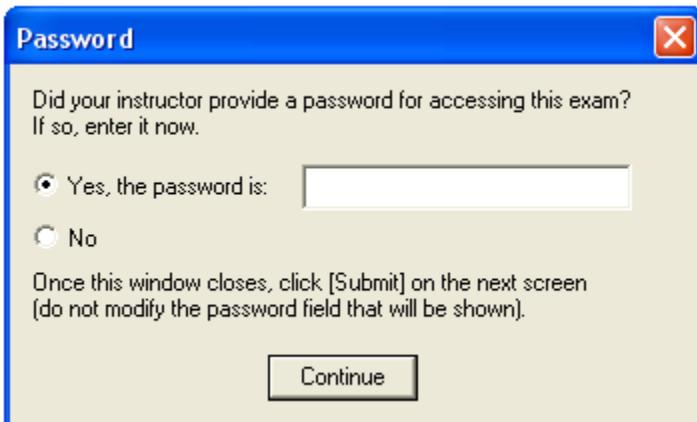 Password
Did your instructor provide a password for accessing this exam?
If so, enter it now.
Yes, the password is:
No
Once this window closes, click [Submit] on the next screen
(do not modify the password field that will be shown).
Continue